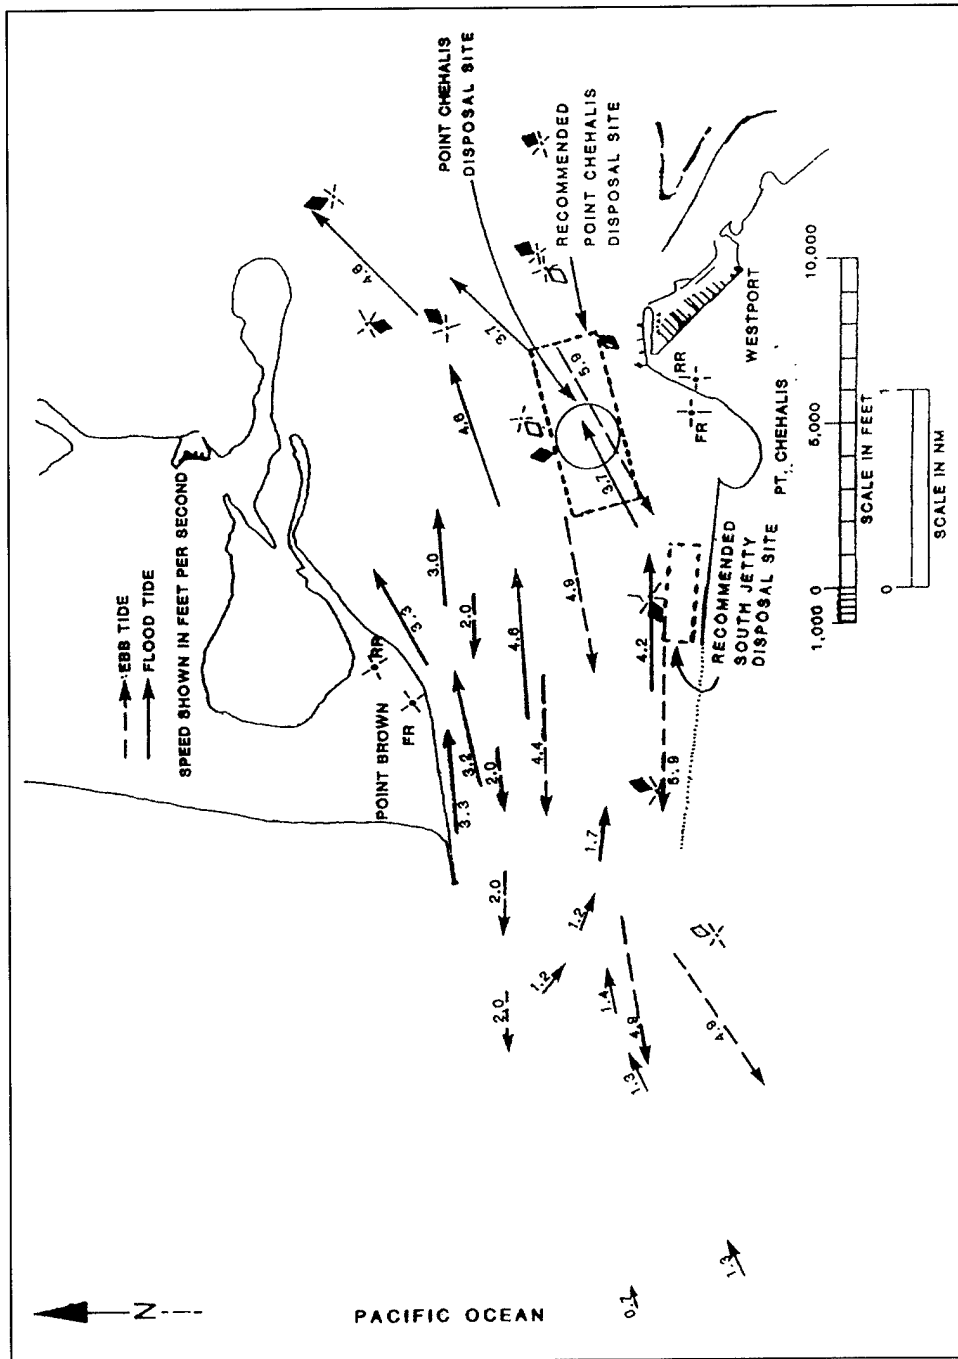 EBB TIDE
FLOOD TIDE
SPEED SHOWN IN FEET PER SECOND
POINT CHEHALIS
DISPOSAL SITE
RECOMMENDED
POINT CHEHALIS
DISPOSAL SITE
4.8
3.7
4.6
5.9
3.7
3.0
3.3
2.0
4.6
4.9
4.2
RR
POINT BROWN
FR
3.2
3.3
2.0
4.4
5.9
1.7
2.0
1.2
1.2
2.0
1.4
4.9
4.9
1.3
1.3
0.7
RR
FR
WESTPORT
PT. CHEHALIS
RECOMMENDED
SOUTH JETTY
DISPOSAL SITE
1,000 0 5,000 10,000
SCALE IN FEET
0 1
SCALE IN NM
N
PACIFIC OCEAN